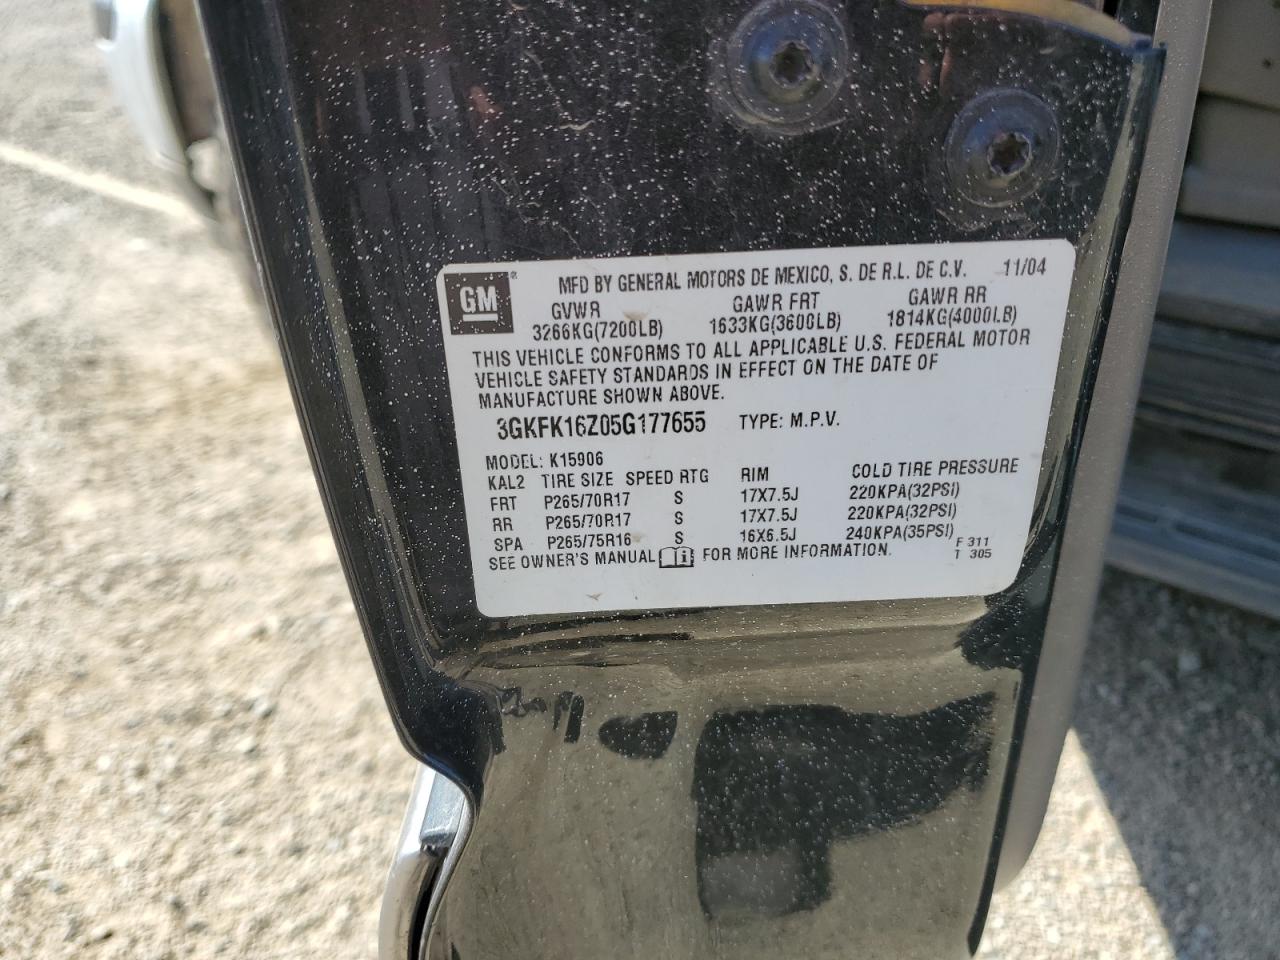 GM
MFD BY GENERAL MOTORS DE MEXICO, S. DE R.L. DE C.V. 11/04
GVWR GAWR FRT GAWR RR
3266KG(7200LB) 1633KG(3600LB) 1814KG(4000LB)
THIS VEHICLE CONFORMS TO ALL APPLICABLE U.S. FEDERAL MOTOR
VEHICLE SAFETY STANDARDS IN EFFECT ON THE DATE OF
MANUFACTURE SHOWN ABOVE.
3GKFK16Z05G177655 TYPE: M.P.V.
MODEL: K15906
KAL2 TIRE SIZE SPEED RTG RIM COLD TIRE PRESSURE
FRT P265/70R17 S 17X7.5J 220KPA(32PSI)
RR P265/70R17 S 17X7.5J 220KPA(32PSI)
SPA P265/75R16 S 16X6.5J 240KPA(35PSI) F 311
SEE OWNER'S MANUAL FOR MORE INFORMATION. T 305